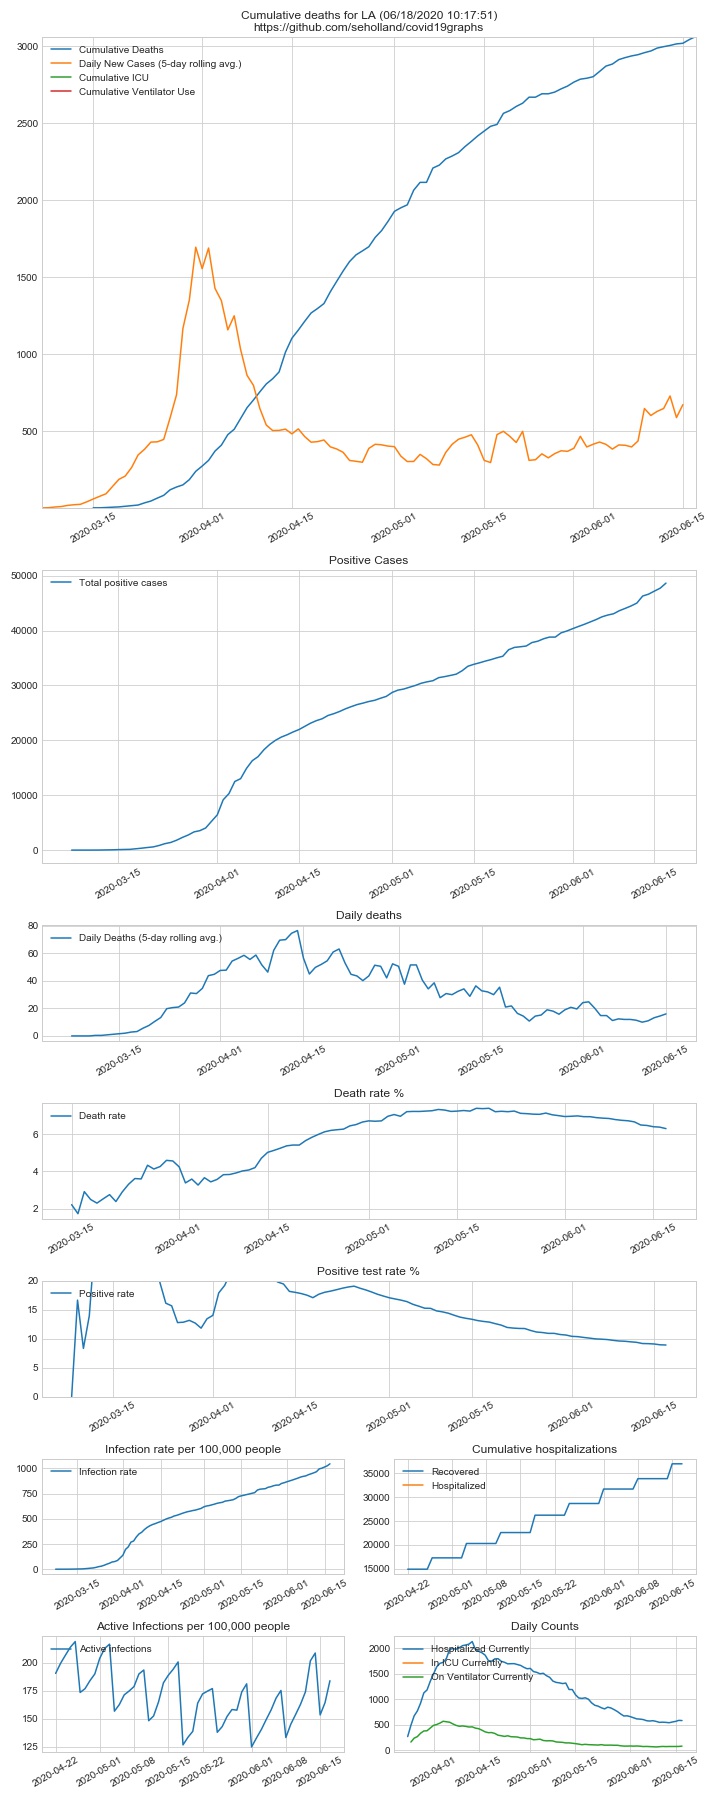 Cumulative deaths for LA (06/18/2020 10:17:51)
https://github.com/seholland/covid19graphs
Cumulative Deaths
Daily New Cases (5-day rolling avg.)
Cumulative ICU
Cumulative Ventilator Use
3000
2500
2000
1500
1000
500
2020-03-15 2020-04-01 2020-04-15 2020-05-01 2020-05-15 2020-06-01 2020-06-15
Positive Cases
Total positive cases
50000
40000
30000
20000
10000
0
2020-03-15 2020-04-01 2020-04-15 2020-05-01 2020-05-15 2020-06-01 2020-06-15
Daily deaths
Daily Deaths (5-day rolling avg.)
80
60
40
20
0
2020-03-15 2020-04-01 2020-04-15 2020-05-01 2020-05-15 2020-06-01 2020-06-15
Death rate %
Death rate
6
4
2
2020-03-15 2020-04-01 2020-04-15 2020-05-01 2020-05-15 2020-06-01 2020-06-15
Positive test rate %
Positive rate
20
15
10
5
0
2020-03-15 2020-04-01 2020-04-15 2020-05-01 2020-05-15 2020-06-01 2020-06-15
Infection rate per 100,000 people
Infection rate
1000
750
500
250
0
2020-03-15 2020-04-01 2020-04-15 2020-05-01 2020-05-15 2020-06-01 2020-06-15
Cumulative hospitalizations
Recovered
Hospitalized
35000
30000
25000
20000
15000
2020-04-22 2020-05-01 2020-05-08 2020-05-15 2020-05-22 2020-06-01 2020-06-08 2020-06-15
Active Infections per 100,000 people
Active Infections
200
175
150
125
2020-04-22 2020-05-01 2020-05-08 2020-05-15 2020-05-22 2020-06-01 2020-06-08 2020-06-15
Daily Counts
Hospitalized Currently
In ICU Currently
On Ventilator Currently
2000
1500
1000
500
0
2020-04-01 2020-04-15 2020-05-01 2020-05-15 2020-06-01 2020-06-15